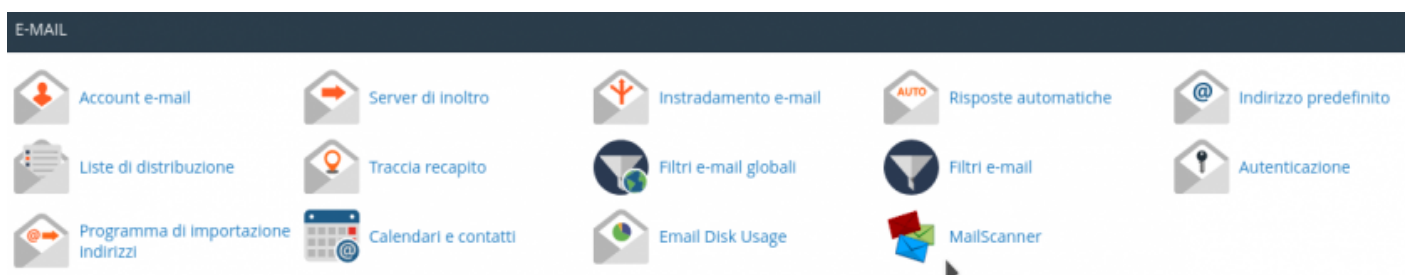 E-MAIL
Account e-mail
Server di inoltro
Instradamento e-mail
AUTO
Risposte automatiche
@
Indirizzo predefinito
Liste di distribuzione
Traccia recapito
Filtri e-mail globali
Filtri e-mail
Autenticazione
@
Programma di importazione
indirizzi
@
Calendari e contatti
Email Disk Usage
MailScanner